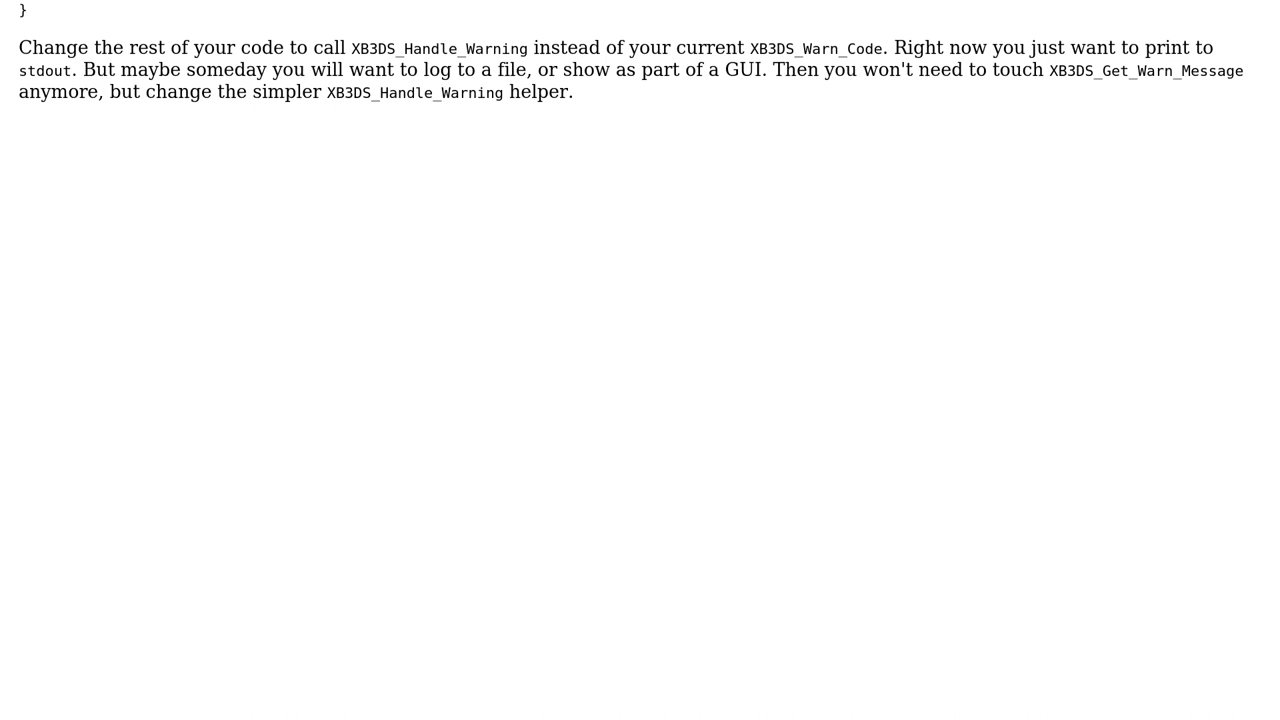 }
Change the rest of your code to call XB3DS_Handle_Warning instead of your current XB3DS_Warn_Code. Right now you just want to print to
stdout. But maybe someday you will want to log to a file, or show as part of a GUI. Then you won't need to touch XB3DS_Get_Warn_Message
anymore, but change the simpler XB3DS_Handle_Warning helper.